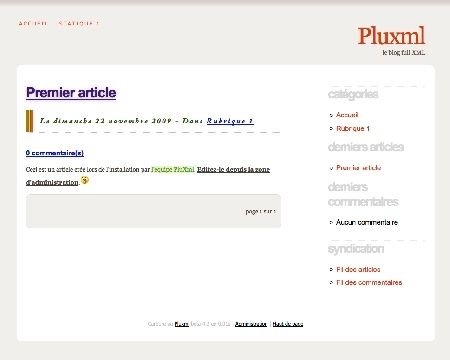 ACCUEIL STATIQUE 1
Pluxml
le blog full XML
Premier article
Le dimanche 22 novembre 2009 - Dans Rubrique 1
0 commentaire(s)
Ceci est un article créé lors de l'installation par l'équipe PluXml. Editez-le depuis la zone
d'administration.
page 1 sur 1
catégories
Accueil
Rubrique 1
derniers articles
Premier article
derniers
commentaires
Aucun commentaire
syndication
Fil des articles
Fil des commentaires
Généré par Pluxml en 0.01s - Administration | Haut de page